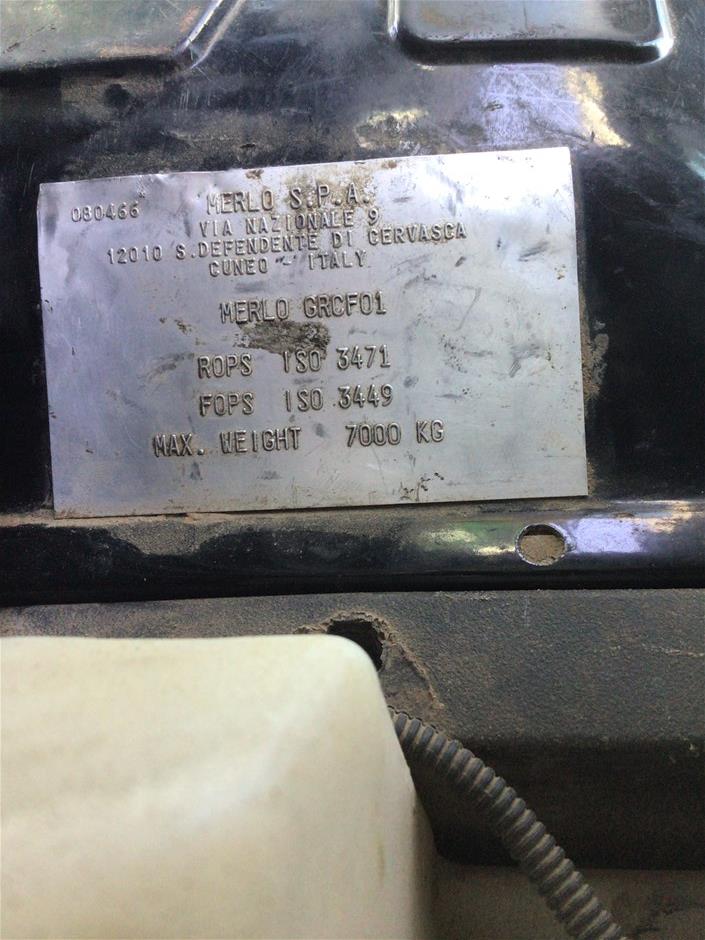 080466 MERLO S.P.A.
VIA NAZIONALE 9
12010 S.DEFENDENTE DI CERVASCA
CUNEO - ITALY
MERLO GRCF01
ROPS ISO 3471
FOPS ISO 3449
MAX. WEIGHT 7000 KG